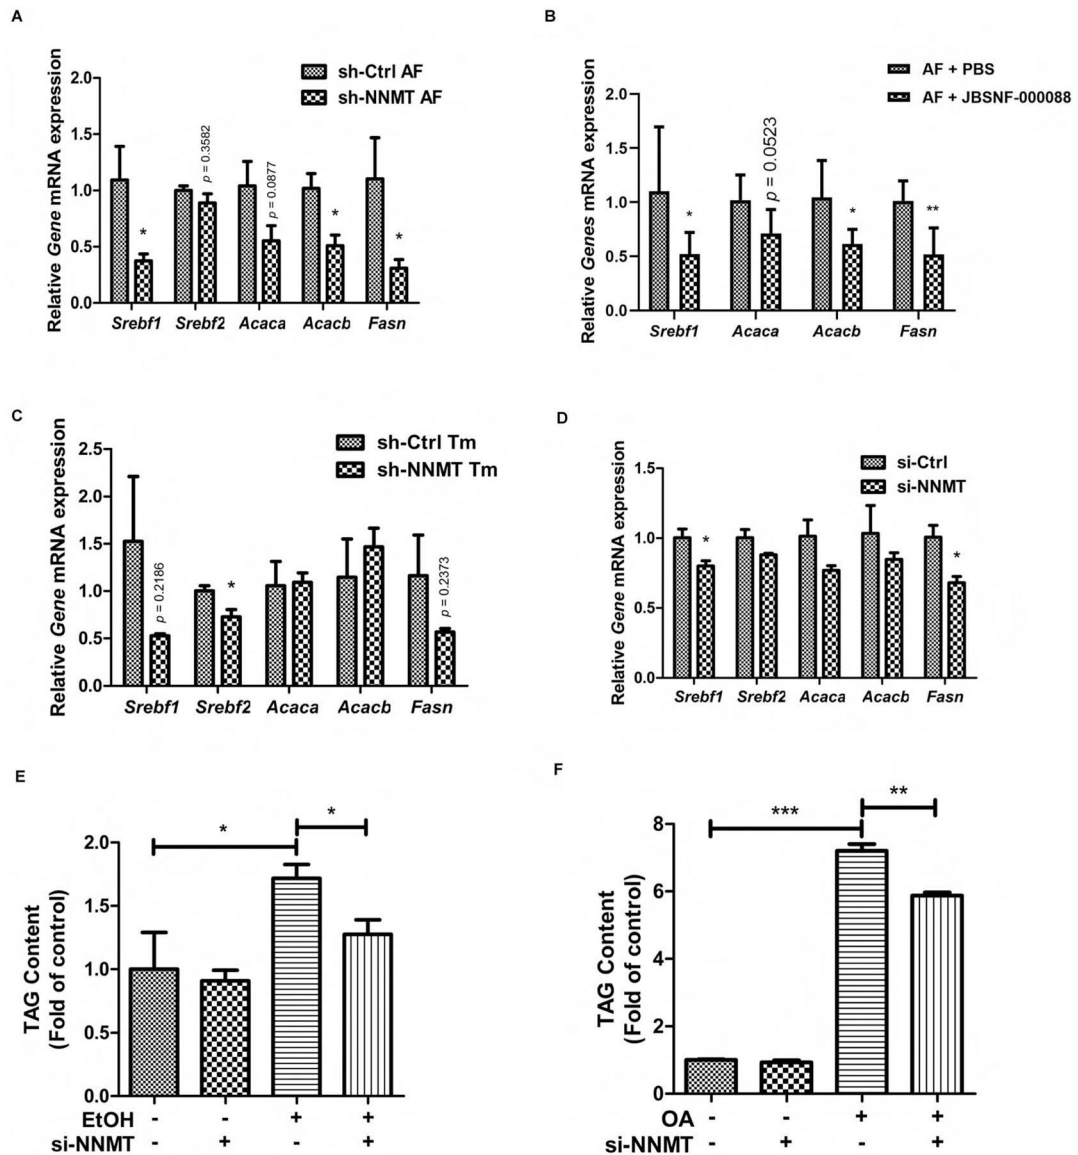 A
Relative Gene mRNA expression
sh-Ctrl AF
sh-NNMT AF
2.0
1.5
1.0
0.5
0.0
*
p = 0.3582
p = 0.0877
*
*
Srebf1 Srebf2 Acaca Acacb Fasn
B
Relative Genes mRNA expression
AF + PBS
AF + JBSNF-000088
2.0
1.5
1.0
0.5
0.0
*
p = 0.0523
*
**
Srebf1 Acaca Acacb Fasn
C
Relative Gene mRNA expression
sh-Ctrl Tm
sh-NNMT Tm
2.5
2.0
1.5
1.0
0.5
0.0
p = 0.2186
*
p = 0.2373
Srebf1 Srebf2 Acaca Acacb Fasn
D
Relative Gene mRNA expression
si-Ctrl
si-NNMT
1.5
1.0
0.5
0.0
*
*
Srebf1 Srebf2 Acaca Acacb Fasn
E
TAG Content
(Fold of control)
2.0
1.5
1.0
0.5
0.0
*
*
EtOH - - + +
si-NNMT - + - +
F
TAG Content
(Fold of control)
8
6
4
2
0
***
**
OA - - + +
si-NNMT - + - +